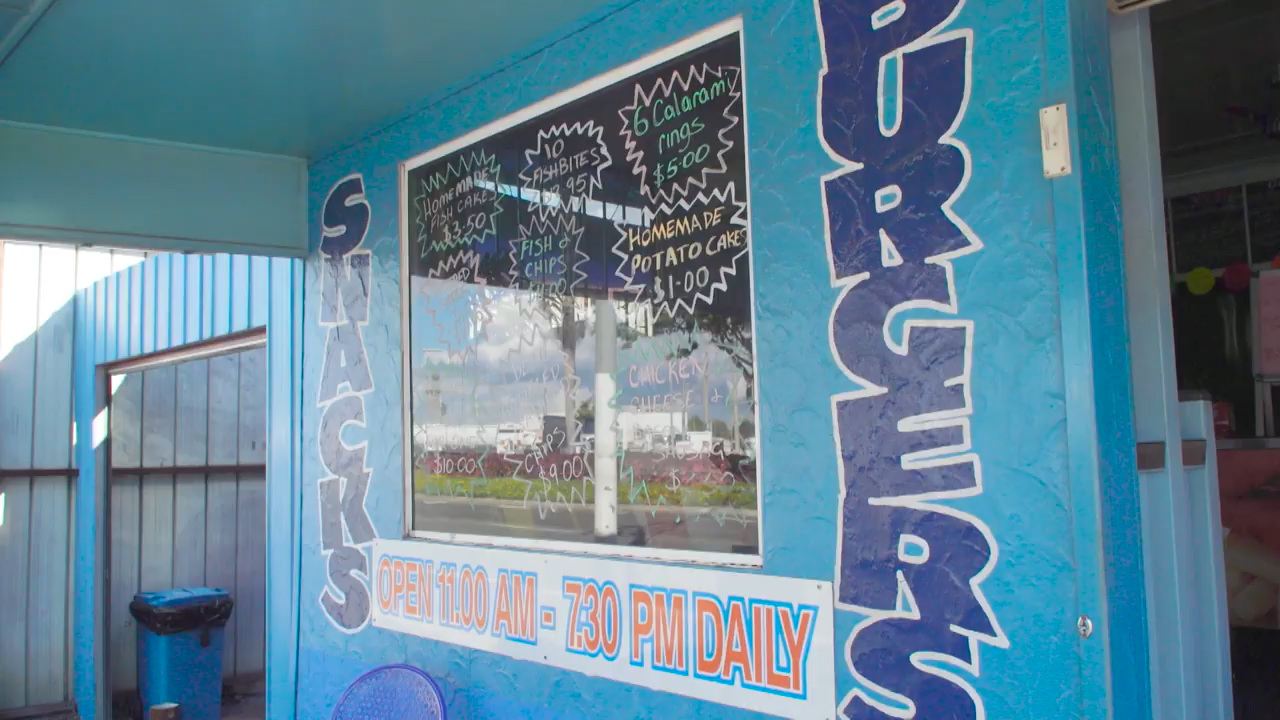 SNACKS
HOMEMADE
FISH CAKES
$3.50
10
FISHBITES
6 Calarami
rings
$5.00
FISH &
CHIPS
HOMEMADE
POTATO CAKES
$1.00
CHICKEN
CHEESE &
$10.00
CHIPS
$9.00
OPEN 11.00 AM - 7.30 PM DAILY
BURGERS